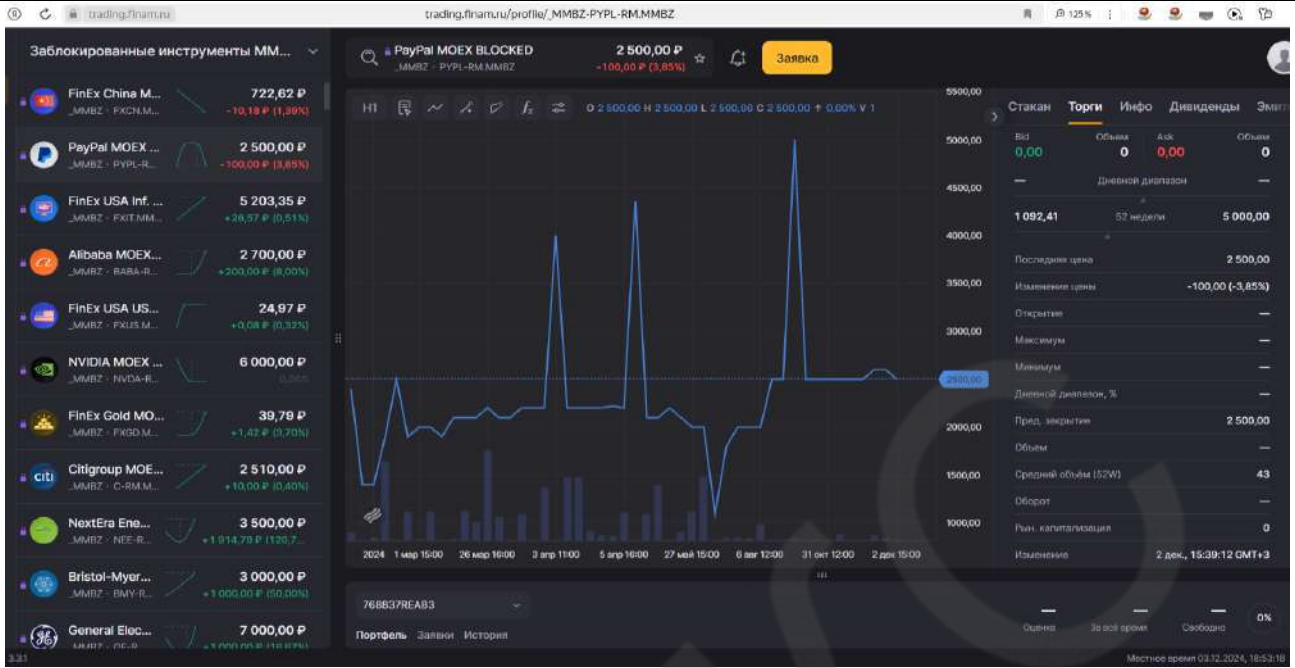 trading.finam.ru
trading.finam.ru/profile/_MMBZ-PYPL-RM.MMBZ
125 %
Заблокированные инструменты MM...
FinEx China M... 722,62 ₽
_MMBZ · FXCN.M... -10,18 ₽ (1,39%)
PayPal MOEX ... 2 500,00 ₽
_MMBZ · PYPL-R... -100,00 ₽ (3,85%)
FinEx USA Inf. ... 5 203,35 ₽
_MMBZ · FXIT.MM... +26,57 ₽ (0,51%)
Alibaba MOEX... 2 700,00 ₽
_MMBZ · BABA-R... +200,00 ₽ (8,00%)
FinEx USA US... 24,97 ₽
_MMBZ · FXUS.M... +0,08 ₽ (0,32%)
NVIDIA MOEX ... 6 000,00 ₽
_MMBZ · NVDA-R...
FinEx Gold MO... 39,79 ₽
_MMBZ · FXGD.M... +1,42 ₽ (3,70%)
Citigroup MOE... 2 510,00 ₽
_MMBZ · C-RM.M... +10,00 ₽ (0,40%)
NextEra Ene... 3 500,00 ₽
_MMBZ · NEE-R... +1 914,79 ₽ (120,7...
Bristol-Myer... 3 000,00 ₽
_MMBZ · BMY-R... +1 000,00 ₽ (50,00%)
General Elec... 7 000,00 ₽
PayPal MOEX BLOCKED 2 500,00 ₽
_MMBZ · PYPL-RM.MMBZ -100,00 ₽ (3,85%)
Заявка
H1 O 2 500,00 H 2 500,00 L 2 500,00 C 2 500,00 + 0,00% V 1
5500,00
5000,00
4500,00
4000,00
3500,00
3000,00
2500,00
2000,00
1500,00
1000,00
2024 1 мар 15:00 26 мар 16:00 3 апр 11:00 5 апр 16:00 27 май 15:00 6 авг 12:00 31 окт 12:00 2 дек 15:00
Стакан Торги Инфо Дивиденды
Bid Объем Ask Объем
0,00 0 0,00 0
— Дневной диапазон —
1 092,41 52 недели 5 000,00
Последняя цена 2 500,00
Изменение цены -100,00 (-3,85%)
Открытие —
Максимум —
Минимум —
Дневной диапазон, % —
Пред. закрытие 2 500,00
Объем —
Средний объём (52W) 43
Оборот —
Рын. капитализация 0
Изменение 2 дек., 15:39:12 GMT+3
768B37REAB3
Портфель Заявки История
— — — 0%
Оценка За всё время Свободно
3.31
Местное время 03.12.2024, 18:53:18